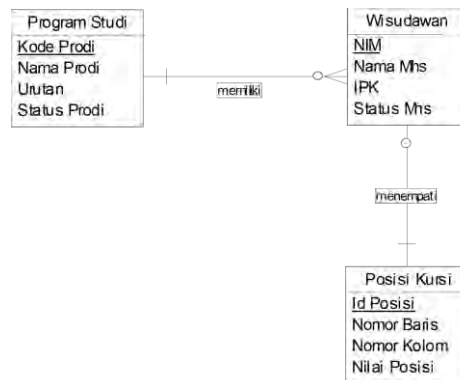 Program Studi
Kode Prodi
Nama Prodi
Urutan
Status Prodi
memiliki
Wisudawan
NIM
Nama Mhs
IPK
Status Mhs
menempati
Posisi Kursi
Id Posisi
Nomor Baris
Nomor Kolom
Nilai Posisi